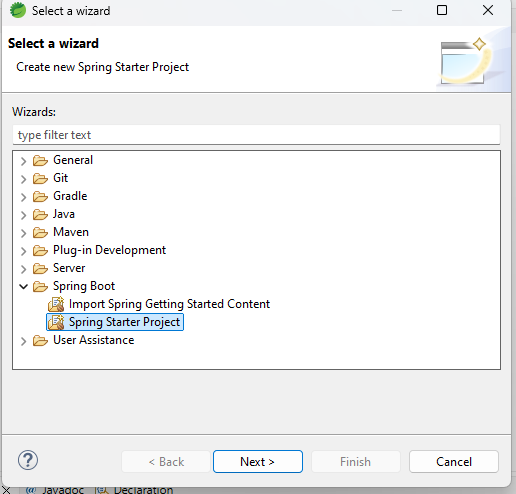 Select a wizard
Select a wizard
Create new Spring Starter Project
Wizards:
type filter text
General
Git
Gradle
Java
Maven
Plug-in Development
Server
Spring Boot
Import Spring Getting Started Content
Spring Starter Project
User Assistance
?
< Back
Next >
Finish
Cancel
@ Javadoc
Declaration